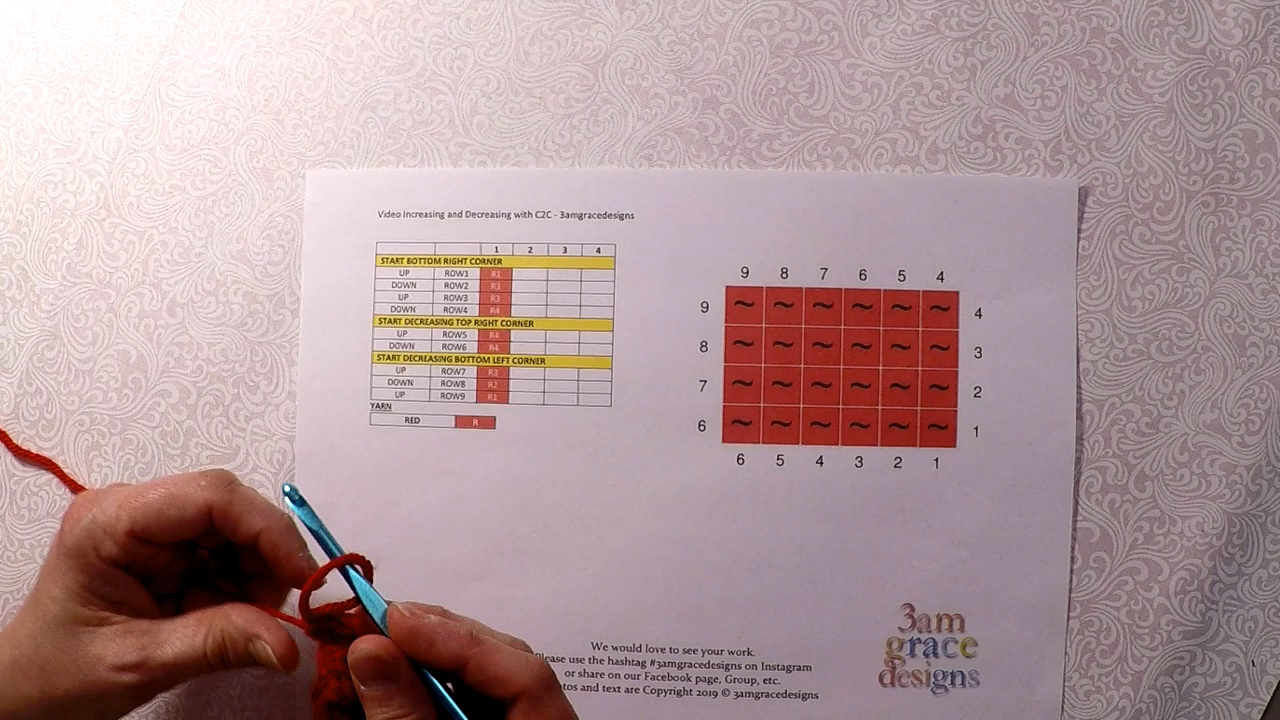 Video Increasing and Decreasing with C2C - 3amgracedesigns
1 2 3 4
START BOTTOM RIGHT CORNER
UP ROW1 R1
DOWN ROW2 R3
UP ROW3 R3
DOWN ROW4 R4
START DECREASING TOP RIGHT CORNER
UP ROW5 R4
DOWN ROW6 R4
START DECREASING BOTTOM LEFT CORNER
UP ROW7 R3
DOWN ROW8 R2
UP ROW9 R1
YARN
RED R
9 8 7 6 5 4
9 ~ ~ ~ ~ ~ ~ 4
8 ~ ~ ~ ~ ~ ~ 3
7 ~ ~ ~ ~ ~ ~ 2
6 ~ ~ ~ ~ ~ ~ 1
6 5 4 3 2 1
We would love to see your work.
Please use the hashtag #3amgracedesigns on Instagram
or share on our Facebook page, Group, etc.
and text are Copyright 2019 © 3amgracedesigns
3am
grace
designs